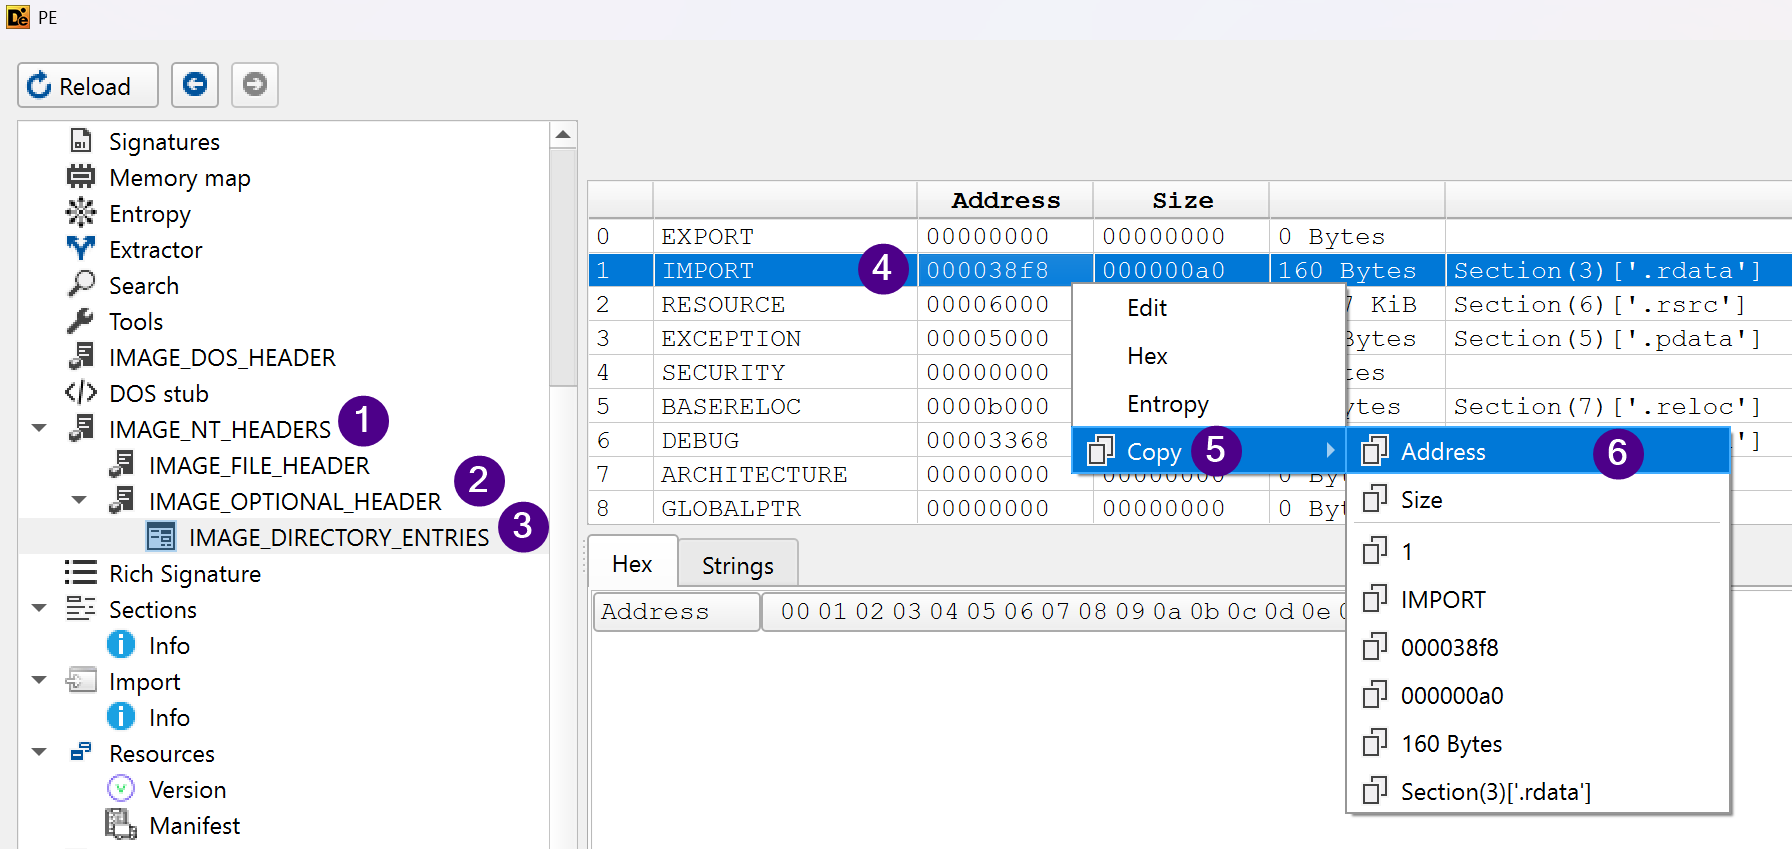 PE
Reload
Signatures
Memory map
Entropy
Extractor
Search
Tools
IMAGE_DOS_HEADER
DOS stub
IMAGE_NT_HEADERS 1
IMAGE_FILE_HEADER
IMAGE_OPTIONAL_HEADER 2
IMAGE_DIRECTORY_ENTRIES 3
Rich Signature
Sections
Info
Import
Info
Resources
Version
Manifest
Address Size
0 EXPORT 00000000 00000000 0 Bytes
1 IMPORT 4 000038f8 000000a0 160 Bytes Section(3)['.rdata']
2 RESOURCE 00006000 KiB Section(6)['.rsrc']
3 EXCEPTION 00005000 Bytes Section(5)['.pdata']
4 SECURITY 00000000
5 BASERELOC 0000b000 Section(7)['.reloc']
6 DEBUG 00003368
7 ARCHITECTURE 00000000 00000000 0
8 GLOBALPTR 00000000 00000000 0
Edit
Hex
Entropy
Copy 5
Address 6
Size
1
IMPORT
000038f8
000000a0
160 Bytes
Section(3)['.rdata']
Hex Strings
Address 00 01 02 03 04 05 06 07 08 09 0a 0b 0c 0d 0e